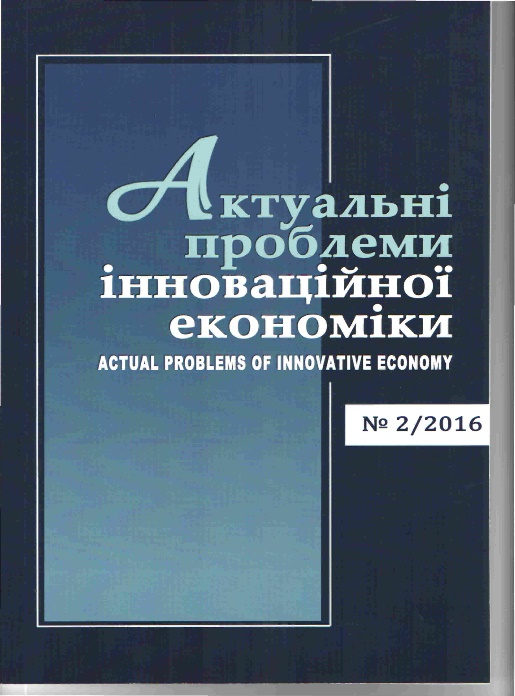 Актуальні
проблеми
інноваційної
економіки
ACTUAL PROBLEMS OF INNOVATIVE ECONOMY
№ 2/2016